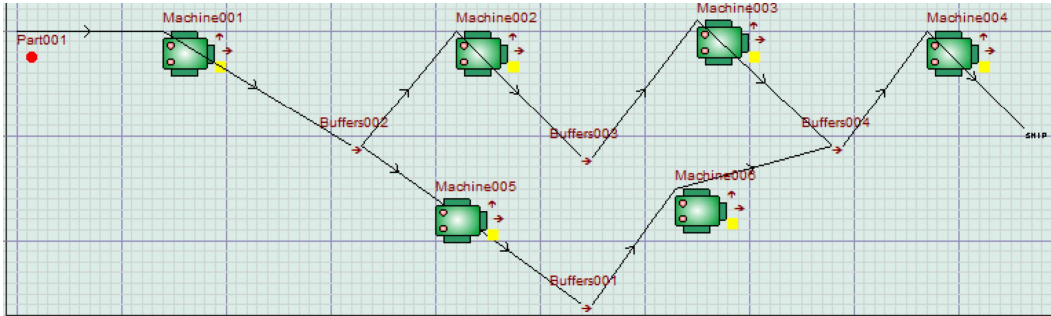 Machine001
Machine002
Machine003
Machine004
Part001
Buffers002
Buffers003
Buffers004
SHIP
Machine005
Machine006
Buffers001